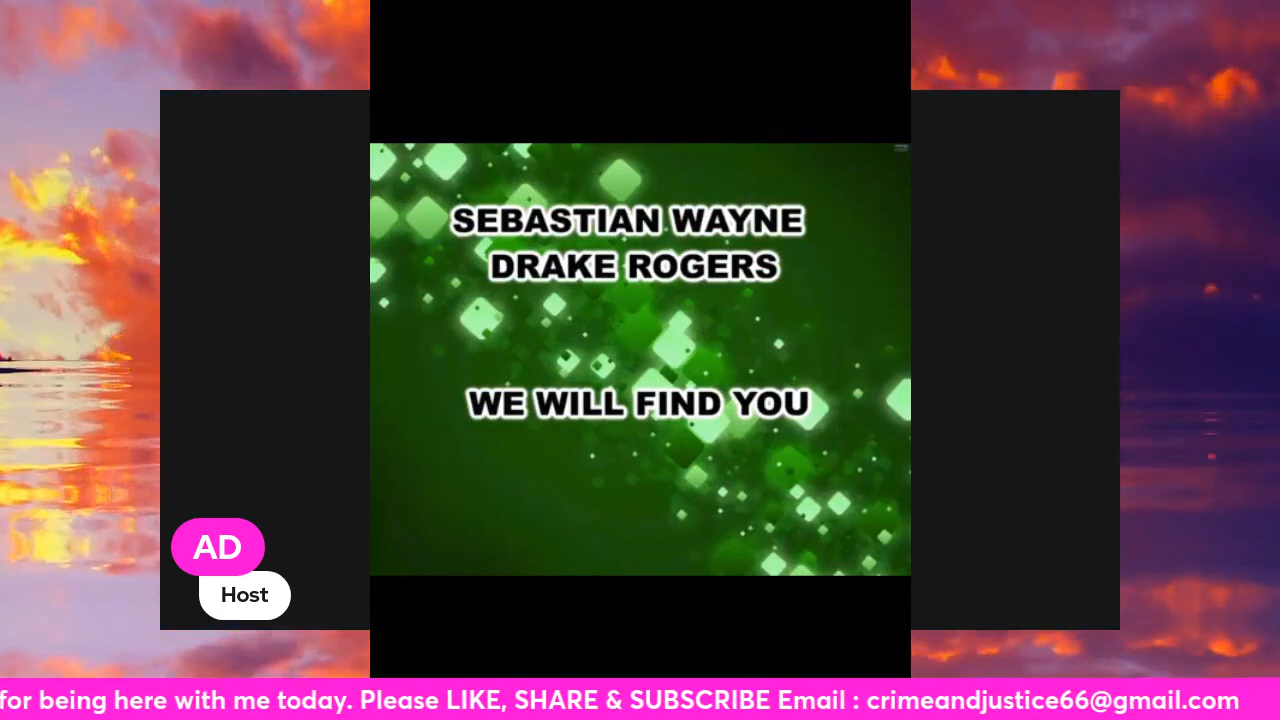 SEBASTIAN WAYNE
DRAKE ROGERS
WE WILL FIND YOU
AD
Host
for being here with me today. Please LIKE, SHARE & SUBSCRIBE Email : crimeandjustice66@gmail.com